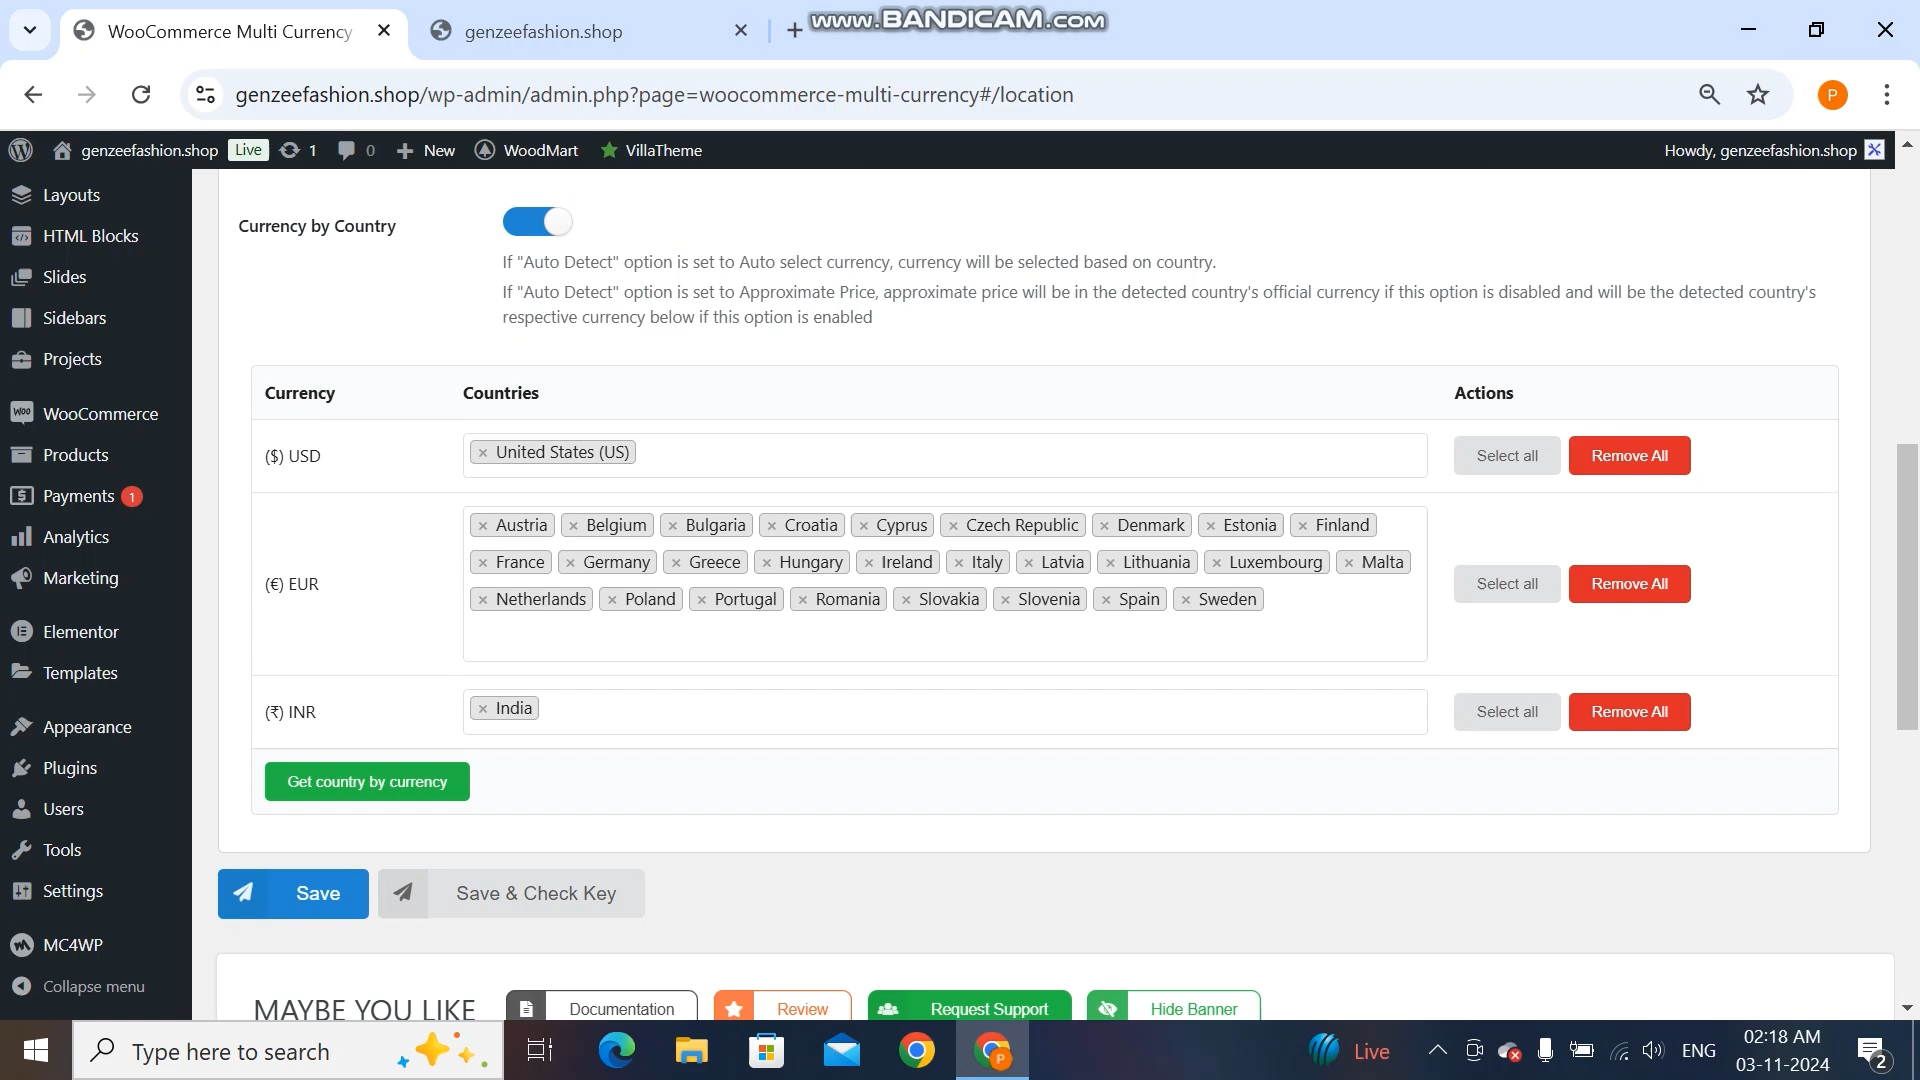 WooCommerce Multi Currency
genzeefashion.shop
www.BANDICAM.com
genzeefashion.shop/wp-admin/admin.php?page=woocommerce-multi-currency#/location
P
genzeefashion.shop Live 1 0 New WoodMart VillaTheme Howdy, genzeefashion.shop
Layouts
HTML Blocks
Slides
Sidebars
Projects
WooCommerce
Products
Payments 1
Analytics
Marketing
Elementor
Templates
Appearance
Plugins
Users
Tools
Settings
MC4WP
Collapse menu
Currency by Country
If "Auto Detect" option is set to Auto select currency, currency will be selected based on country.
If "Auto Detect" option is set to Approximate Price, approximate price will be in the detected country's official currency if this option is disabled and will be the detected country's
respective currency below if this option is enabled
Currency Countries Actions
($) USD × United States (US) Select all Remove All
× Austria × Belgium × Bulgaria × Croatia × Cyprus × Czech Republic × Denmark × Estonia × Finland
× France × Germany × Greece × Hungary × Ireland × Italy × Latvia × Lithuania × Luxembourg × Malta
(€) EUR Select all Remove All
× Netherlands × Poland × Portugal × Romania × Slovakia × Slovenia × Spain × Sweden
(₹) INR × India Select all Remove All
Get country by currency
Save Save & Check Key
MAYBE YOU LIKE Documentation Review Request Support Hide Banner
Type here to search
Live
ENG
02:18 AM
03-11-2024
2